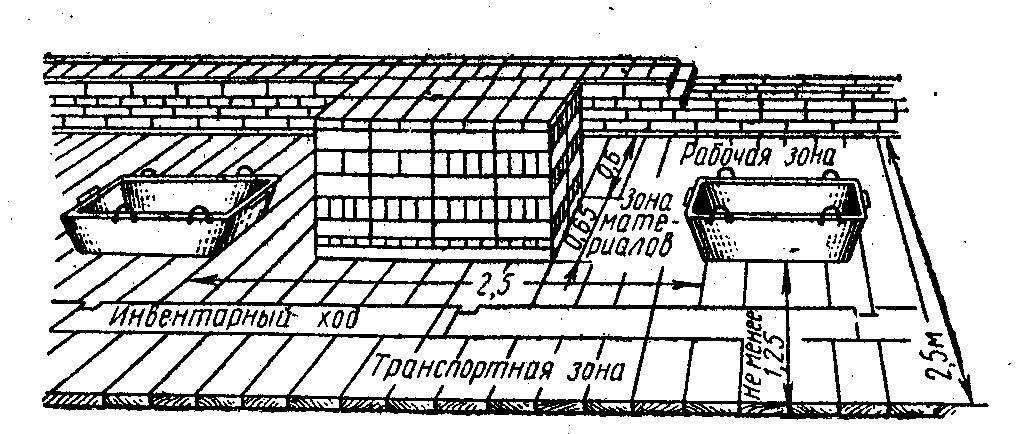 Рабочая зона
0,6
Зона
мате-
риалов
0,65
2,5
Инвентарный ход
не менее
1,25
2,5м
Транспортная зона